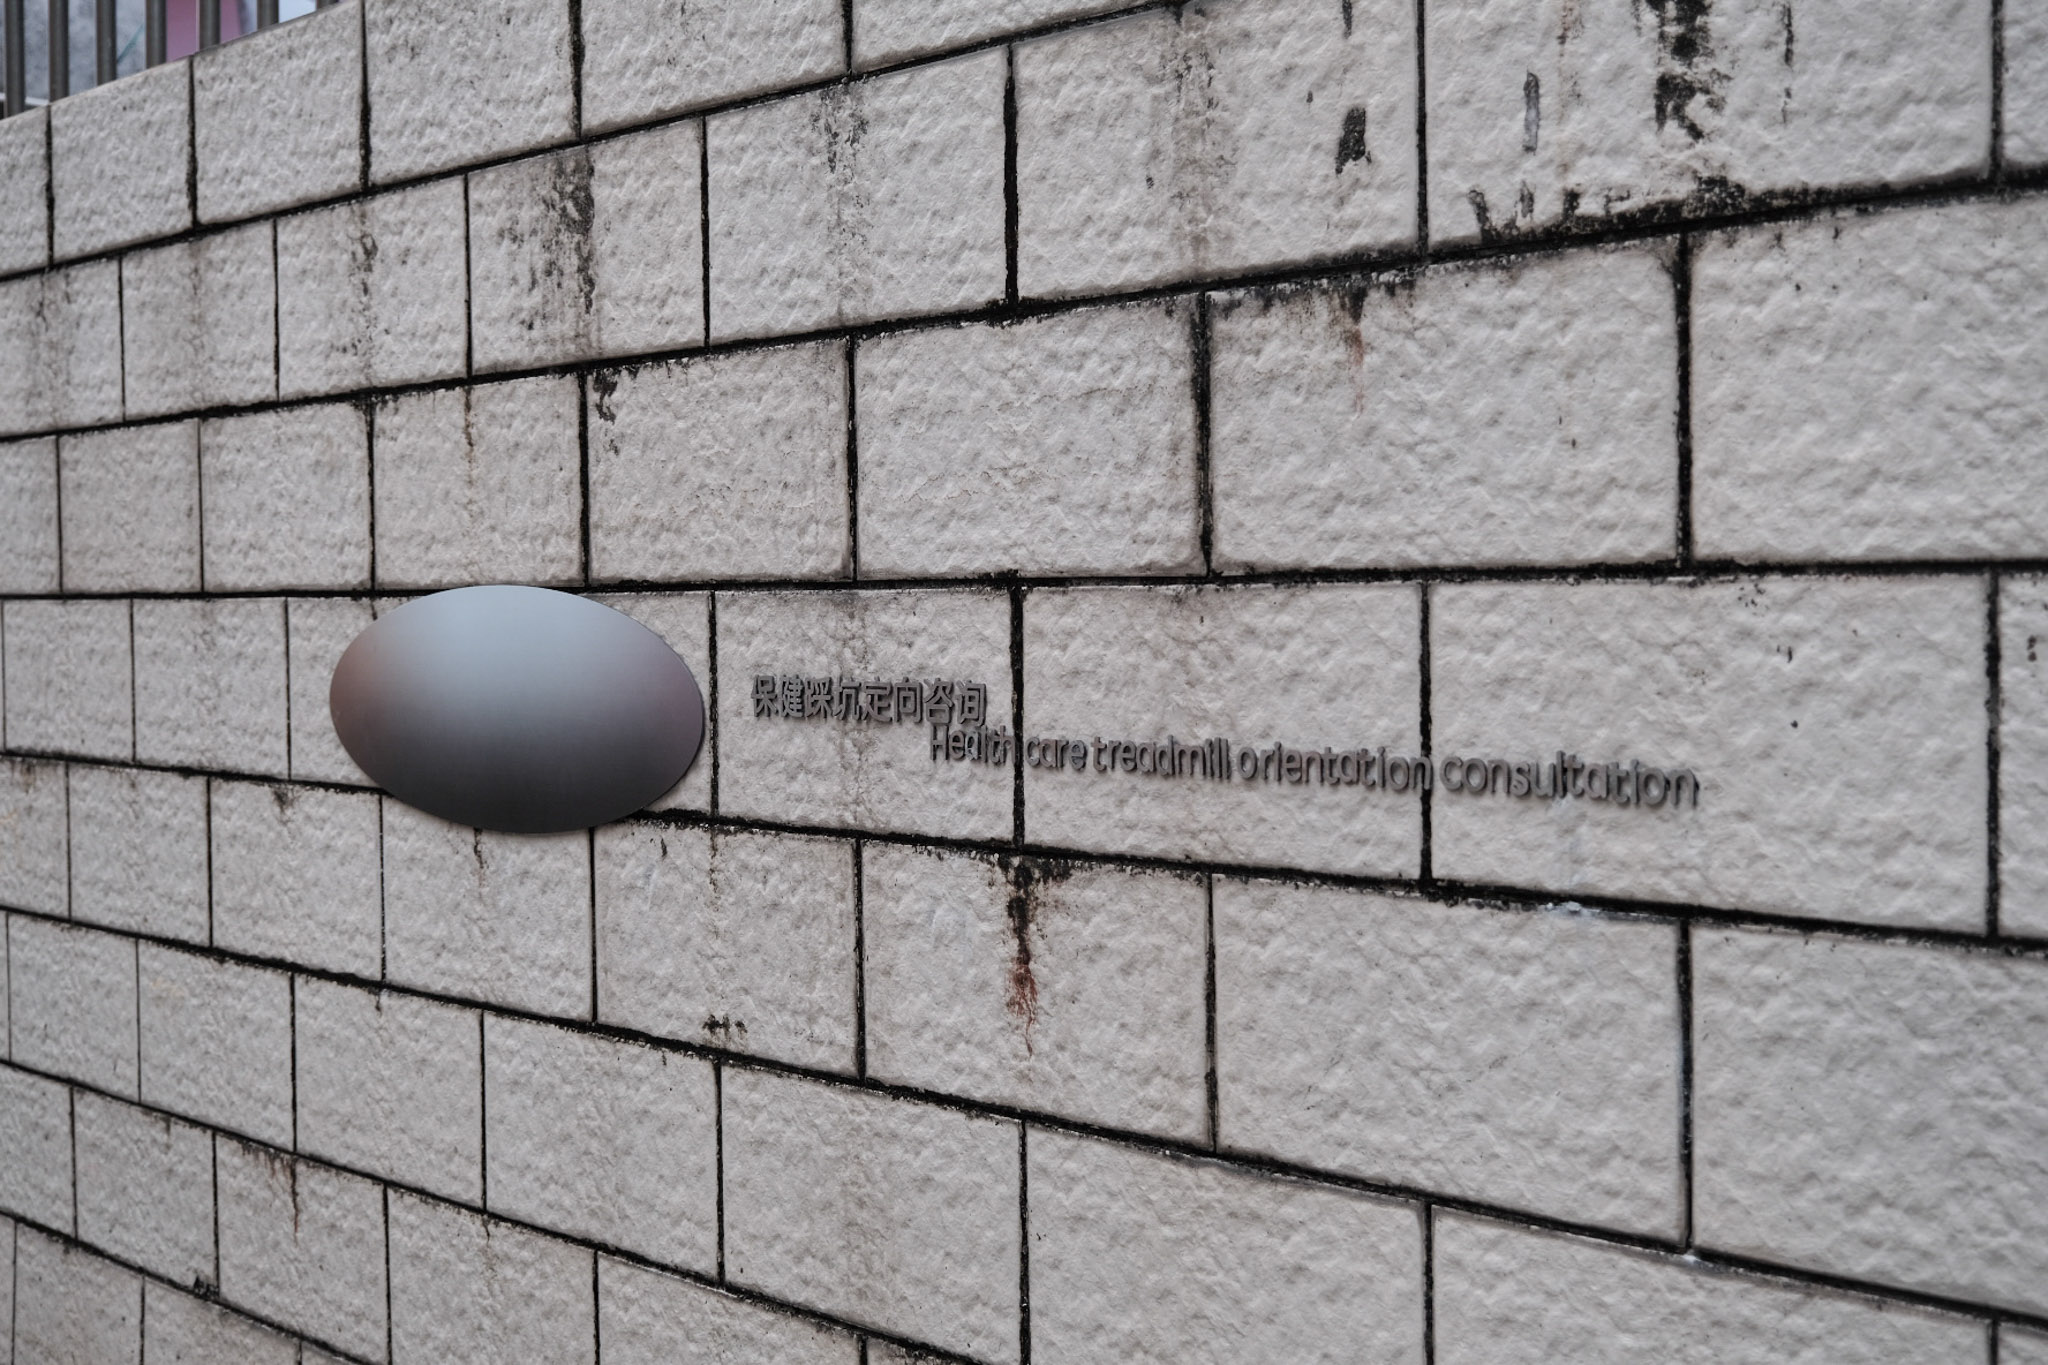 保健踩坑定向咨询
Health care treadmill orientation consultation